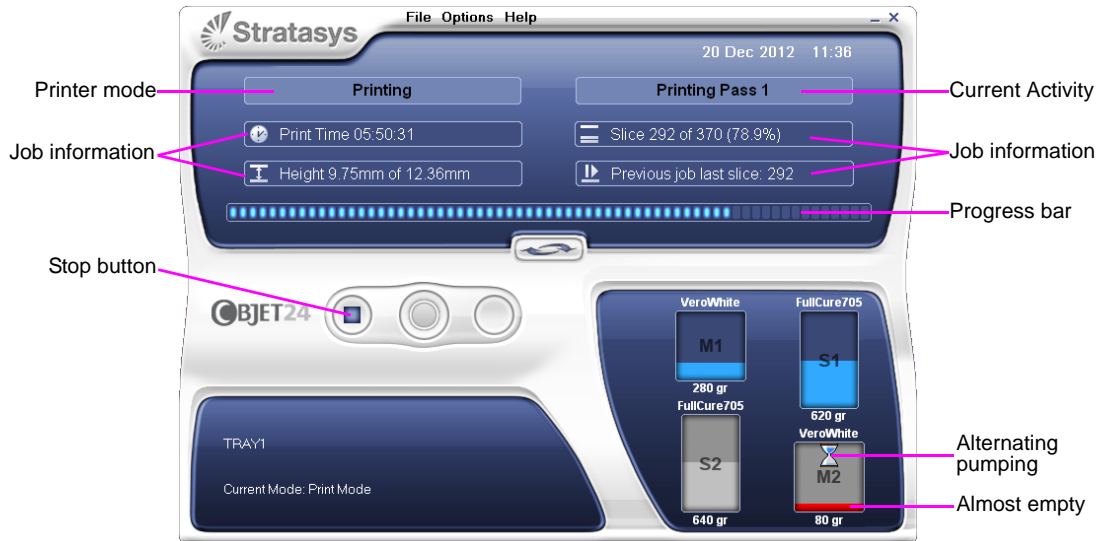 File Options Help
Stratasys
20 Dec 2012 11:36
Printer mode
Printing
Printing Pass 1
Current Activity
Job information
Print Time 05:50:31
Slice 292 of 370 (78.9%)
Job information
Height 9.75mm of 12.36mm
Previous job last slice: 292
Progress bar
Stop button
OBJET24
VeroWhite
FullCure705
M1
S1
280 gr
620 gr
FullCure705
VeroWhite
S2
M2
640 gr
80 gr
Alternating
pumping
Almost empty
TRAY1
Current Mode: Print Mode